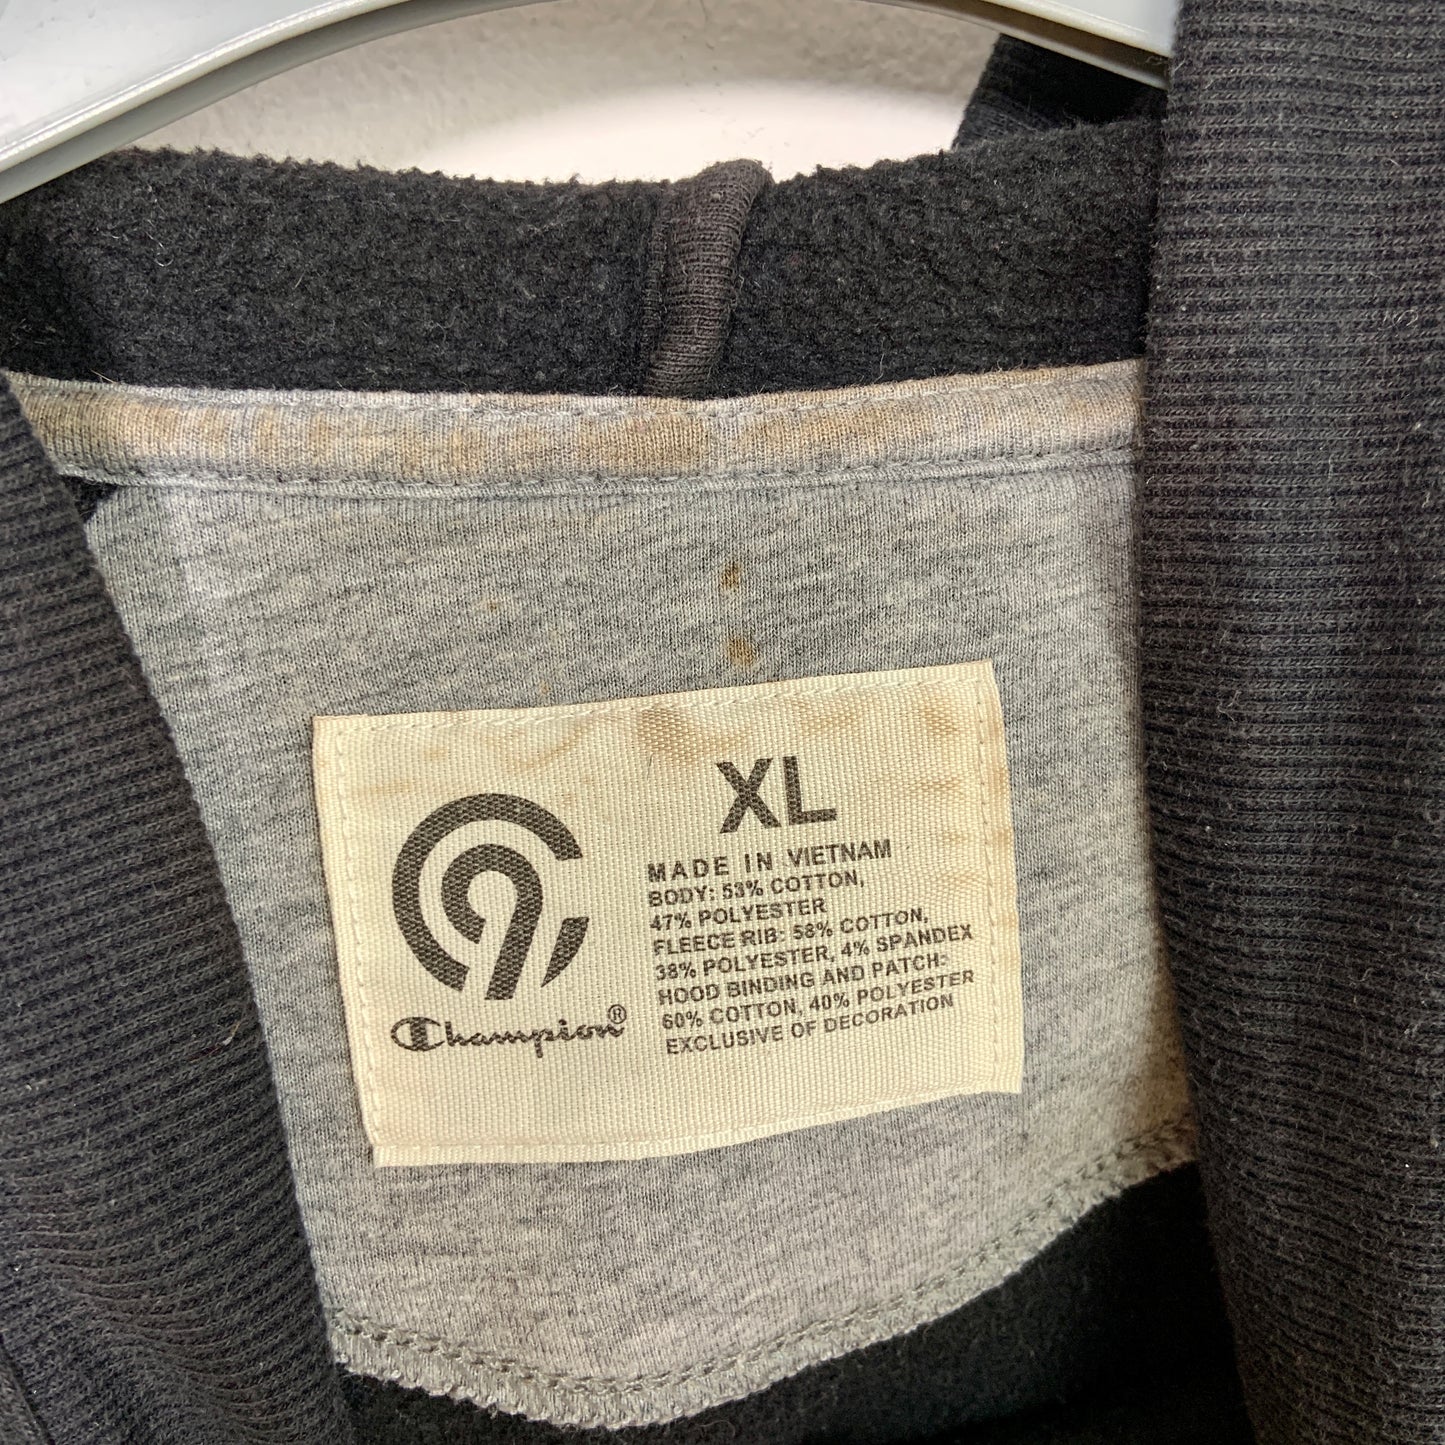 XL
MADE IN VIETNAM
BODY: 53% COTTON,
47% POLYESTER
FLEECE RIB: 58% COTTON,
38% POLYESTER, 4% SPANDEX
HOOD BINDING AND PATCH:
60% COTTON, 40% POLYESTER
EXCLUSIVE OF DECORATION
C9
Champion®